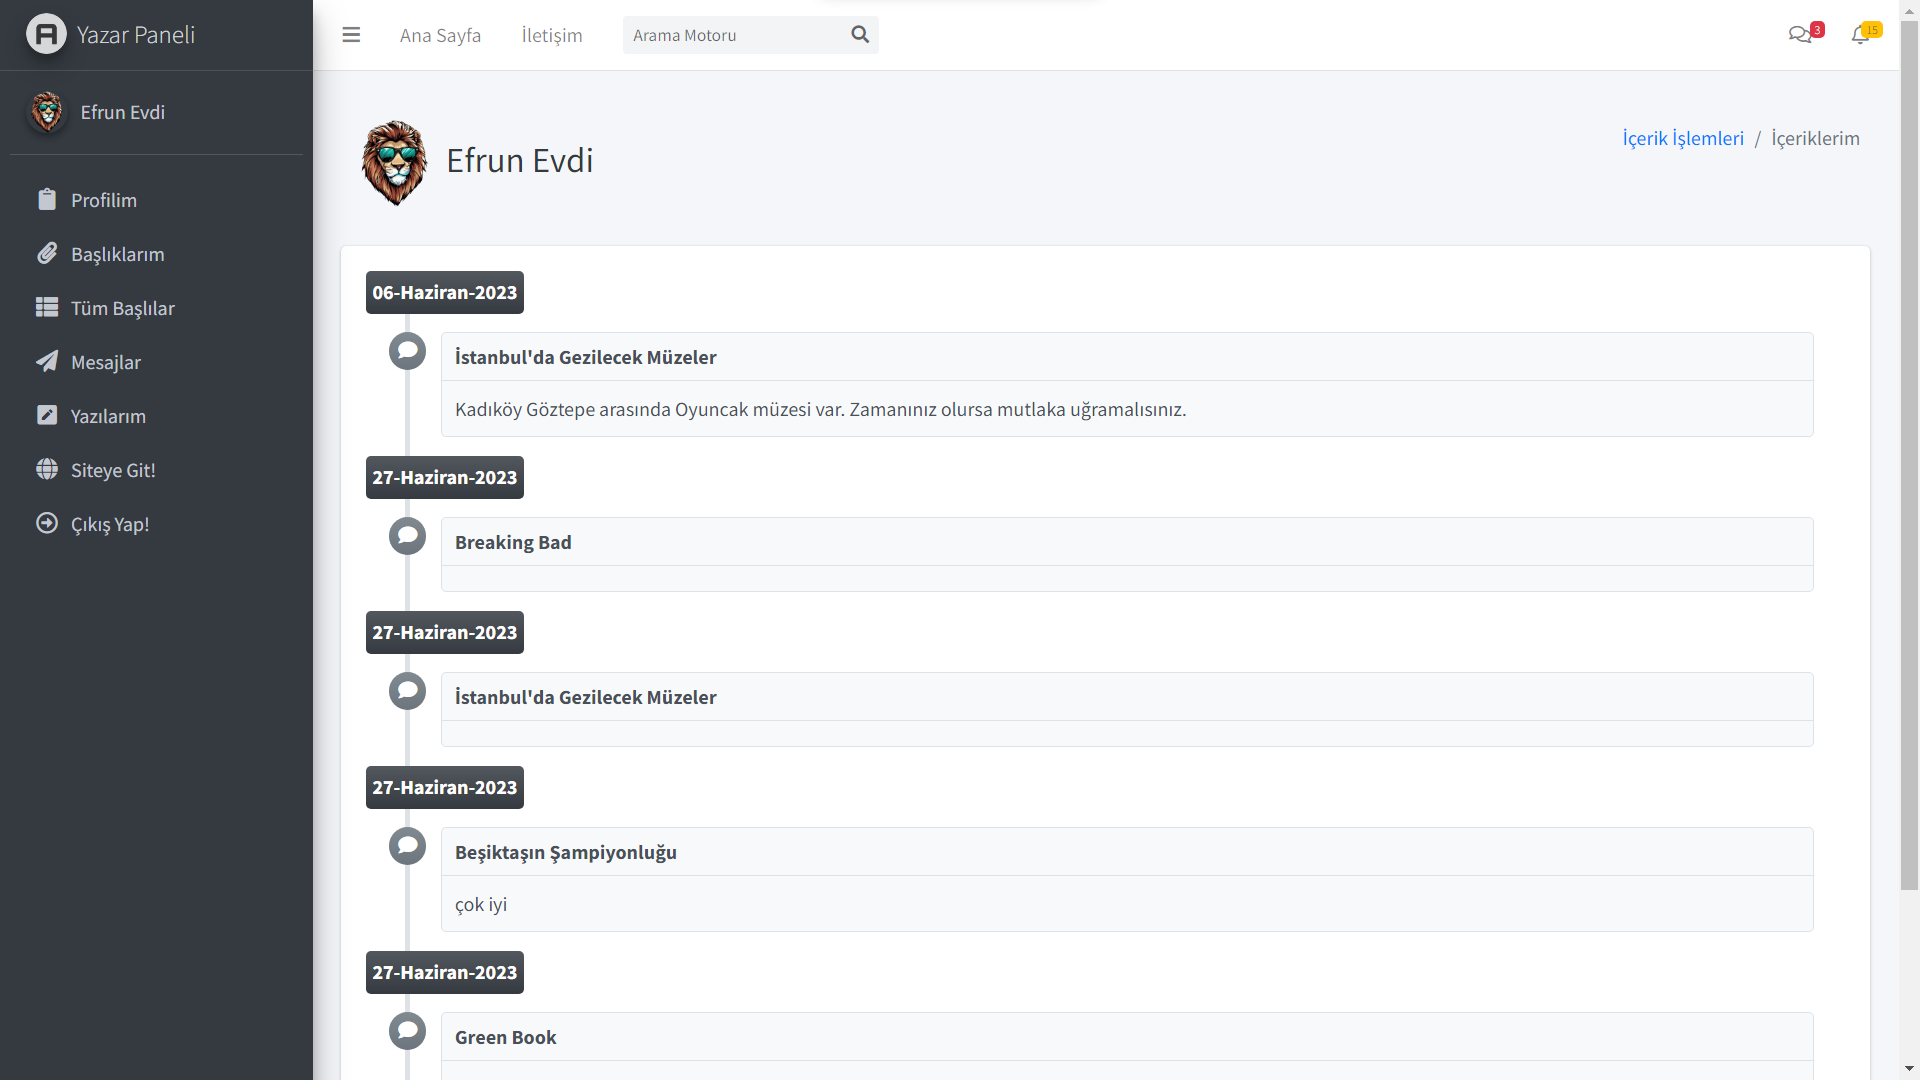 Yazar Paneli
Ana Sayfa
İletişim
Arama Motoru
3
15
Efrun Evdi
Profilim
Başlıklarım
Tüm Başlılar
Mesajlar
Yazılarım
Siteye Git!
Çıkış Yap!
Efrun Evdi
İçerik İşlemleri / İçeriklerim
06-Haziran-2023
İstanbul'da Gezilecek Müzeler
Kadıköy Göztepe arasında Oyuncak müzesi var. Zamanınız olursa mutlaka uğramalısınız.
27-Haziran-2023
Breaking Bad
27-Haziran-2023
İstanbul'da Gezilecek Müzeler
27-Haziran-2023
Beşiktaşın Şampiyonluğu
çok iyi
27-Haziran-2023
Green Book